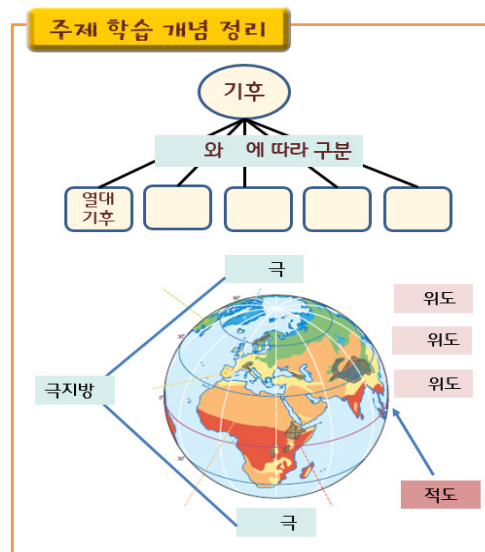 주제 학습 개념 정리
기후
와 에 따라 구분
열대
기후
극
위도
위도
위도
극지방
적도
극